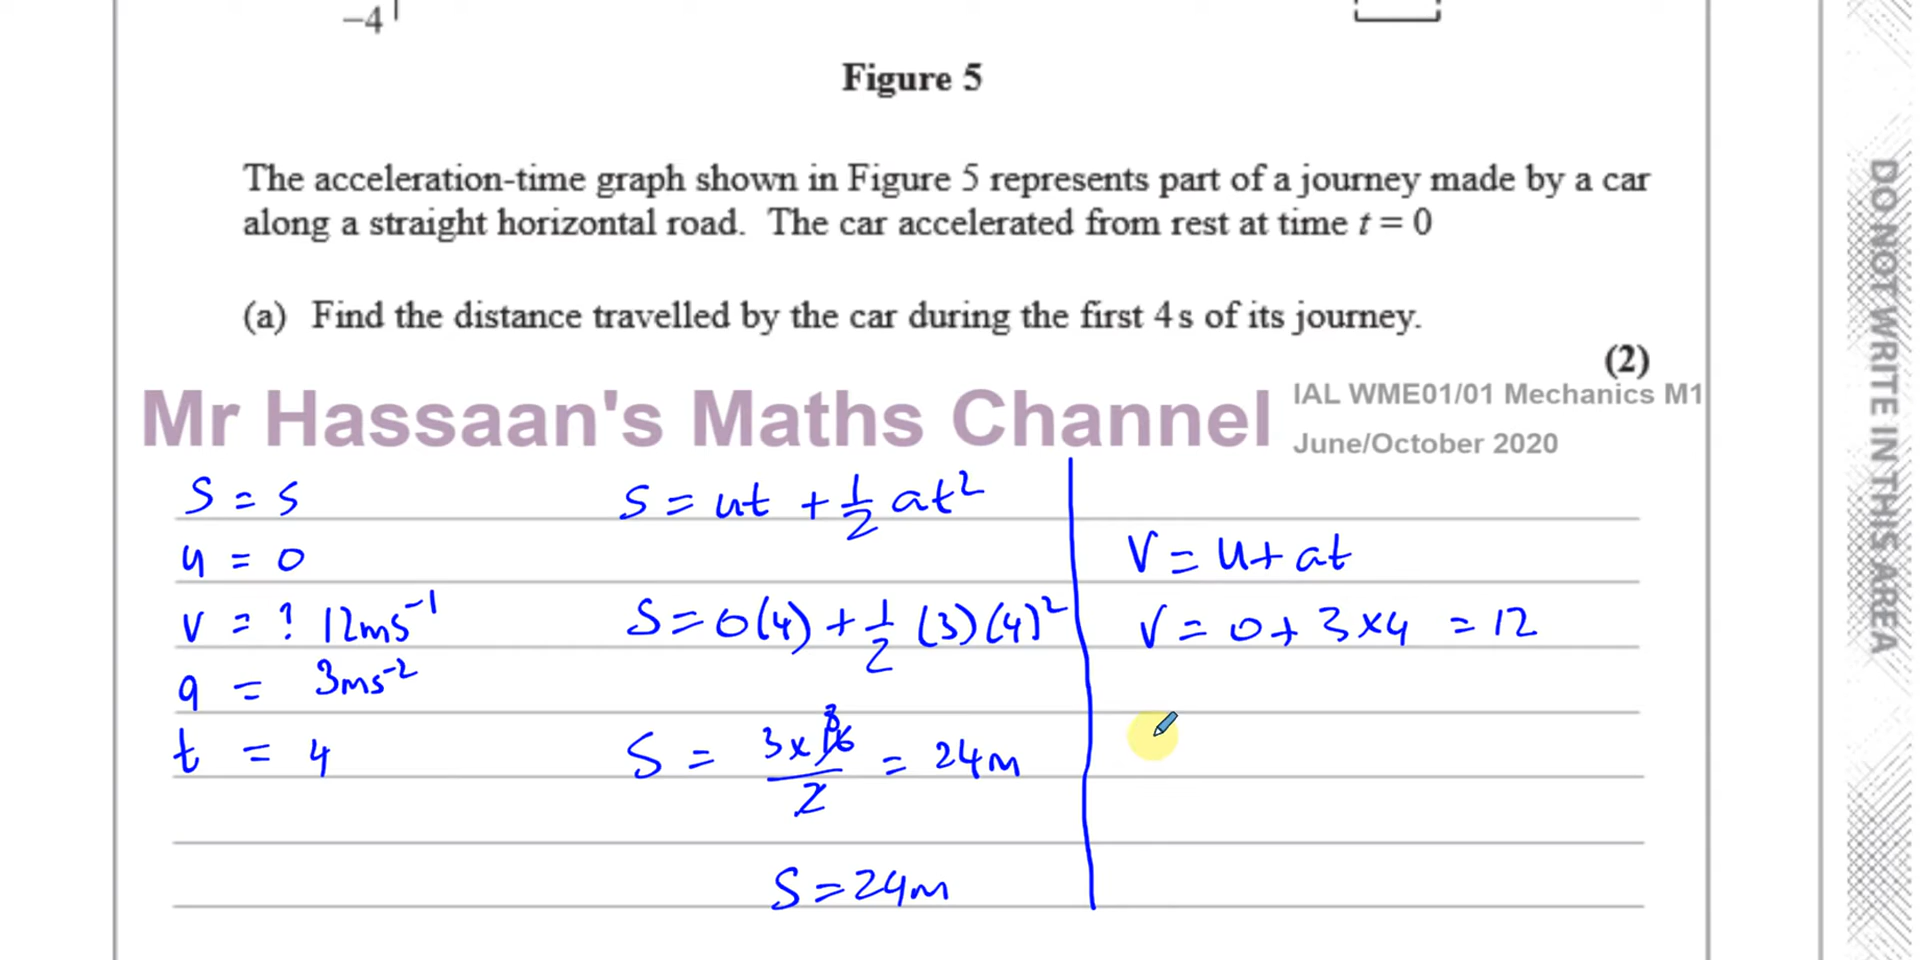 −4
Figure 5
The acceleration-time graph shown in Figure 5 represents part of a journey made by a car
along a straight horizontal road. The car accelerated from rest at time t = 0
(a) Find the distance travelled by the car during the first 4 s of its journey.
(2)
Mr Hassaan's Maths Channel
IAL WME01/01 Mechanics M1
June/October 2020
S = S
u = 0
v = ? 12ms⁻¹
a = 3ms⁻²
t = 4
S = ut + 1/2 at²
S = 0(4) + 1/2 (3)(4)²
S = 3 × 16 8 / 2 = 24m
S = 24m
V = u + at
V = 0 + 3 × 4 = 12
DO NOT WRITE IN THIS AREA